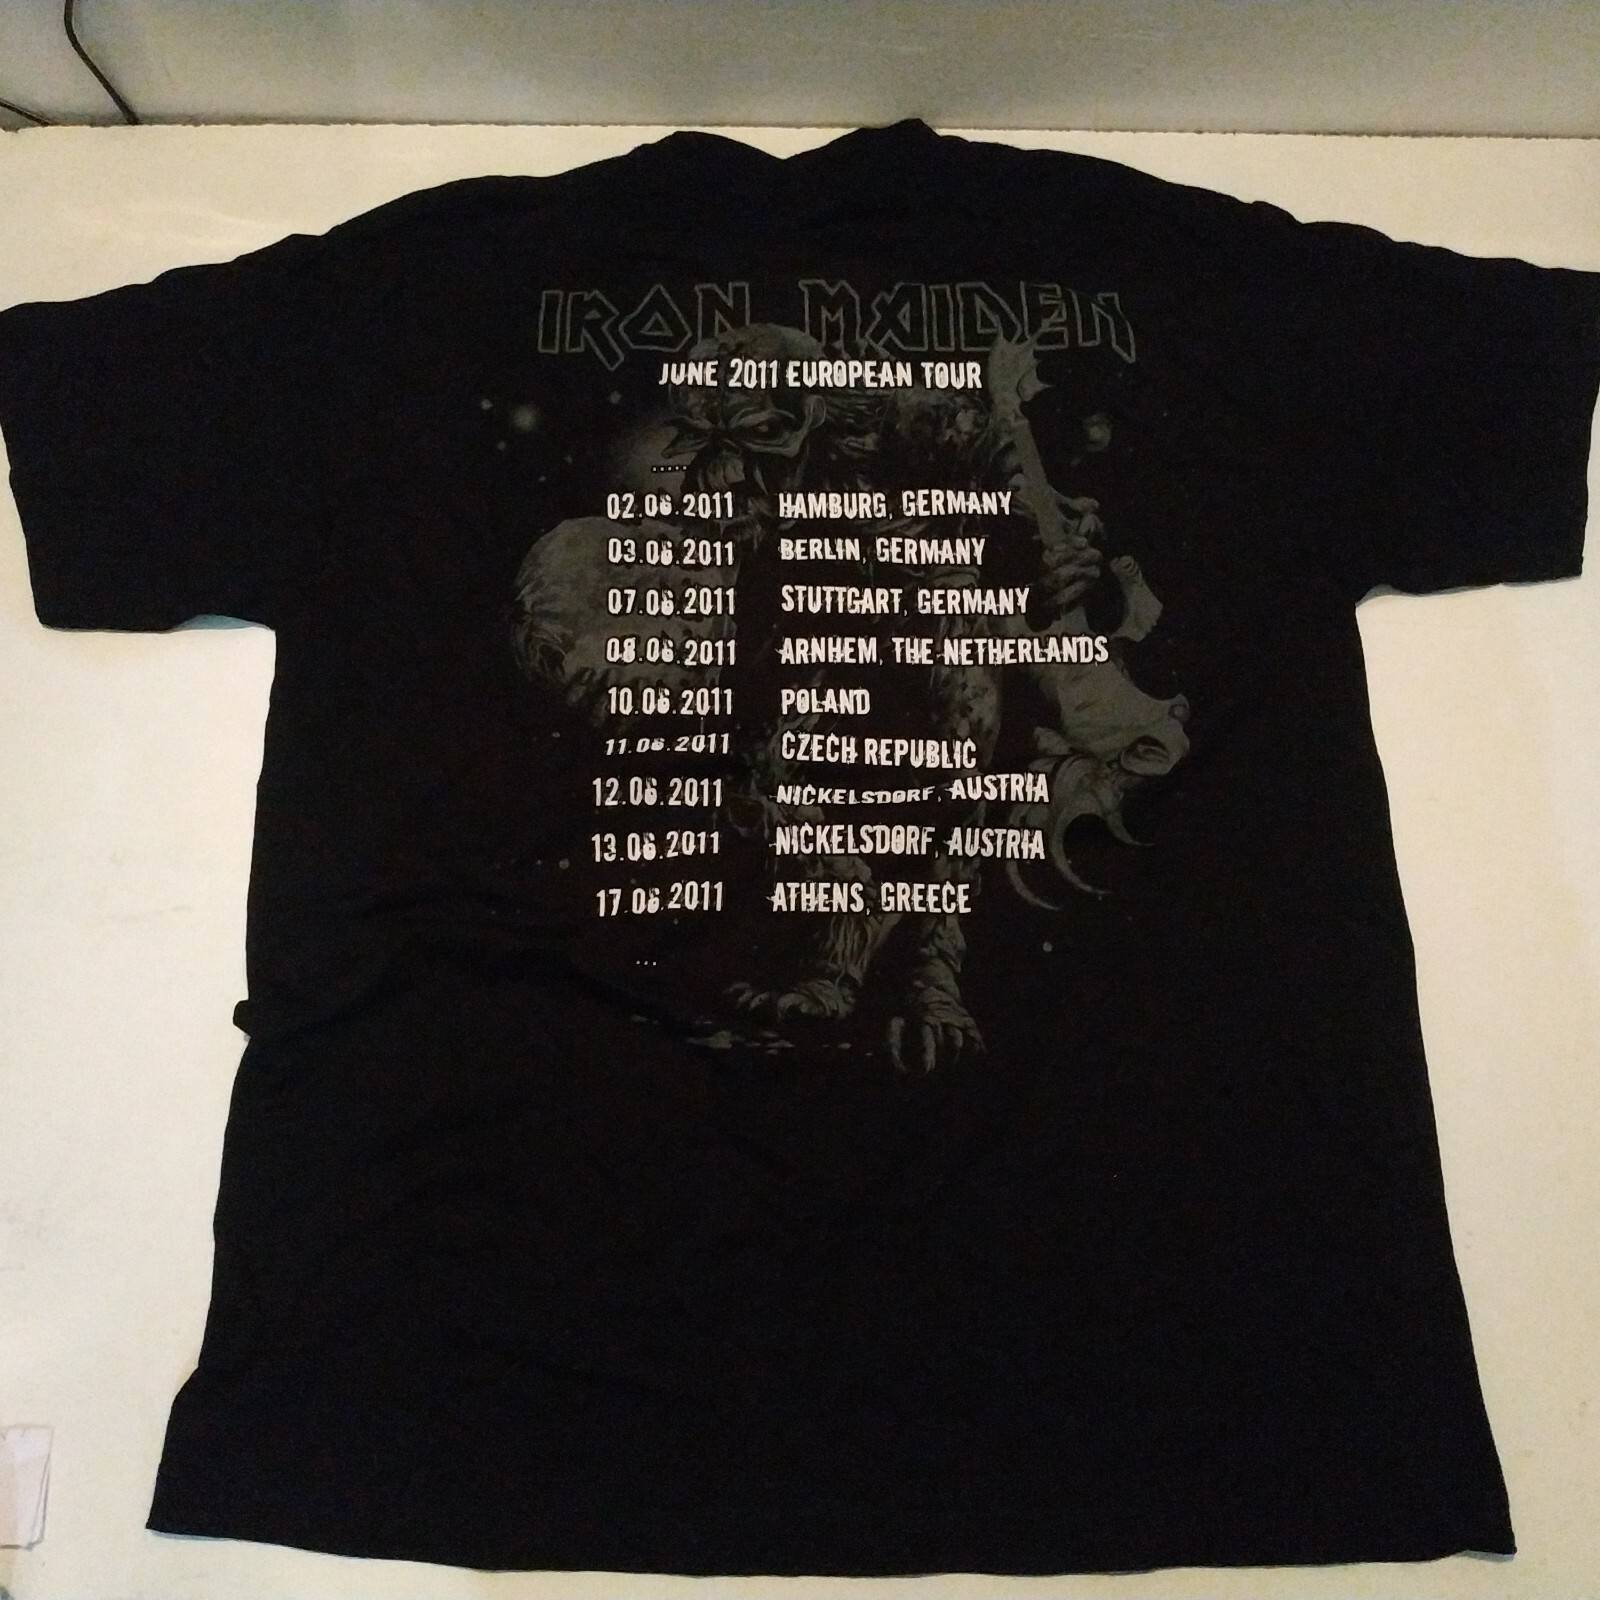 IRON MAIDEN
JUNE 2011 EUROPEAN TOUR
.....
02.06.2011 HAMBURG, GERMANY
03.06.2011 BERLIN, GERMANY
07.06.2011 STUTTGART, GERMANY
08.06.2011 ARNHEM, THE NETHERLANDS
10.06.2011 POLAND
11.06.2011 CZECH REPUBLIC
12.06.2011 NICKELSDORF, AUSTRIA
13.06.2011 NICKELSDORF, AUSTRIA
17.06.2011 ATHENS, GREECE
...